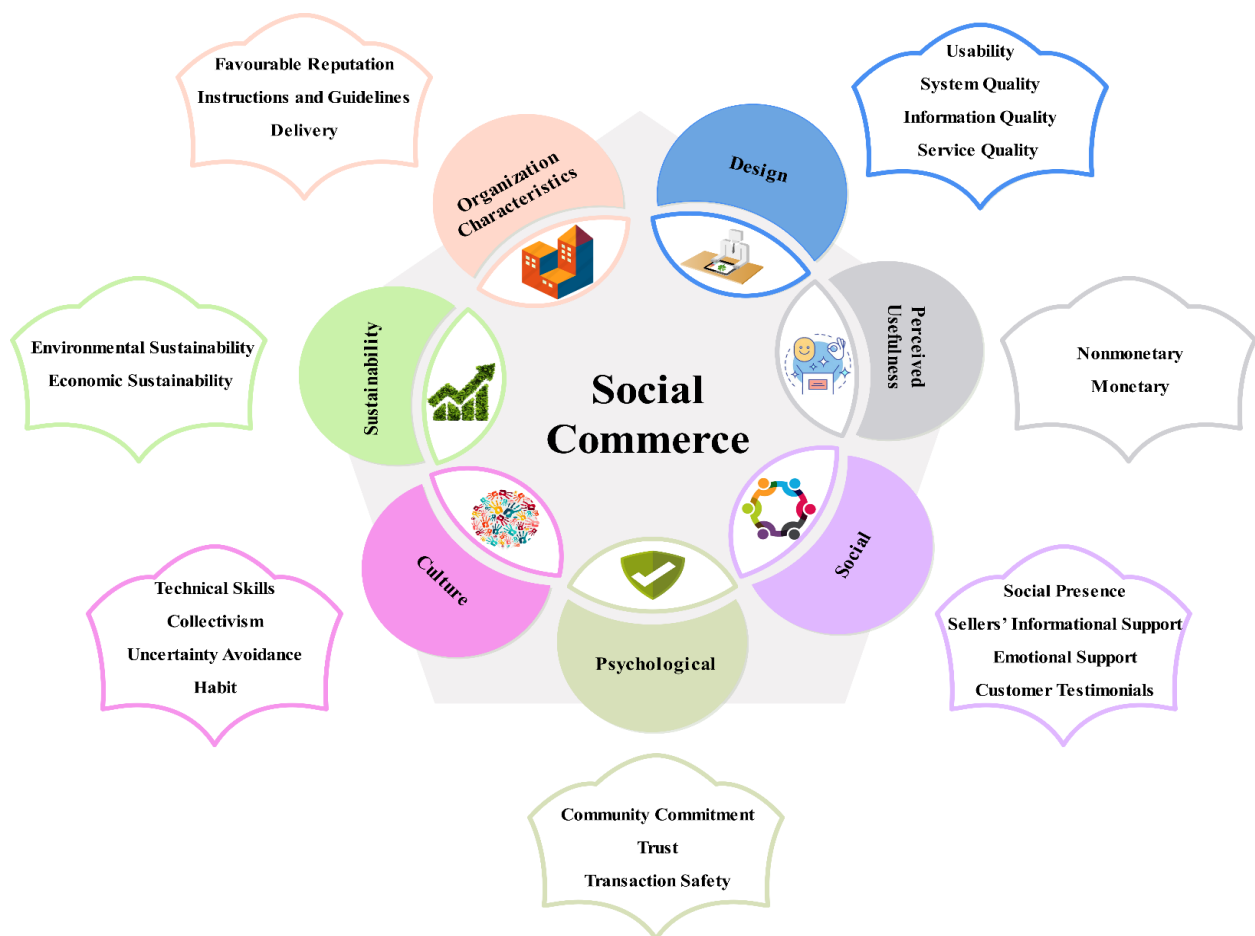 Favourable Reputation
Instructions and Guidelines
Delivery
Usability
System Quality
Information Quality
Service Quality
Organization
Characteristics
Design
Perceived
Usefulness
Nonmonetary
Monetary
Environmental Sustainability
Economic Sustainability
Sustainability
Social
Commerce
Culture
Psychological
Social
Technical Skills
Collectivism
Uncertainty Avoidance
Habit
Social Presence
Sellers’ Informational Support
Emotional Support
Customer Testimonials
Community Commitment
Trust
Transaction Safety